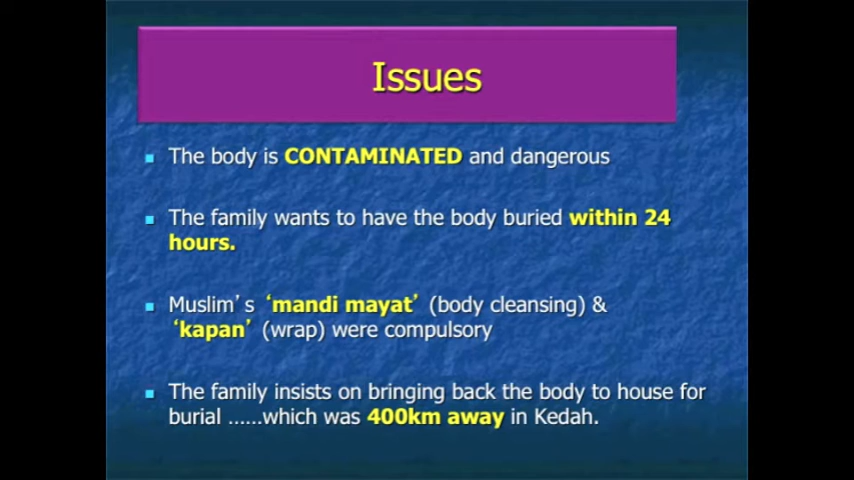 Issues
The body is CONTAMINATED and dangerous
The family wants to have the body buried within 24
hours.
Muslim's 'mandi mayat' (body cleansing) &
'kapan' (wrap) were compulsory
The family insists on bringing back the body to house for
burial ......which was 400km away in Kedah.